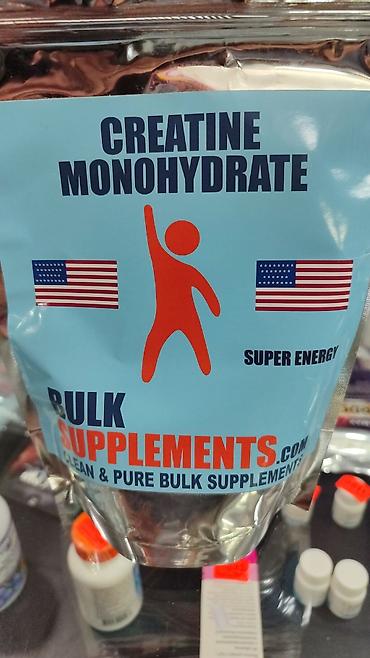 CREATINE
MONOHYDRATE
SUPER ENERGY
BULK
SUPPLEMENTS.COM
CLEAN & PURE BULK SUPPLEMENTS